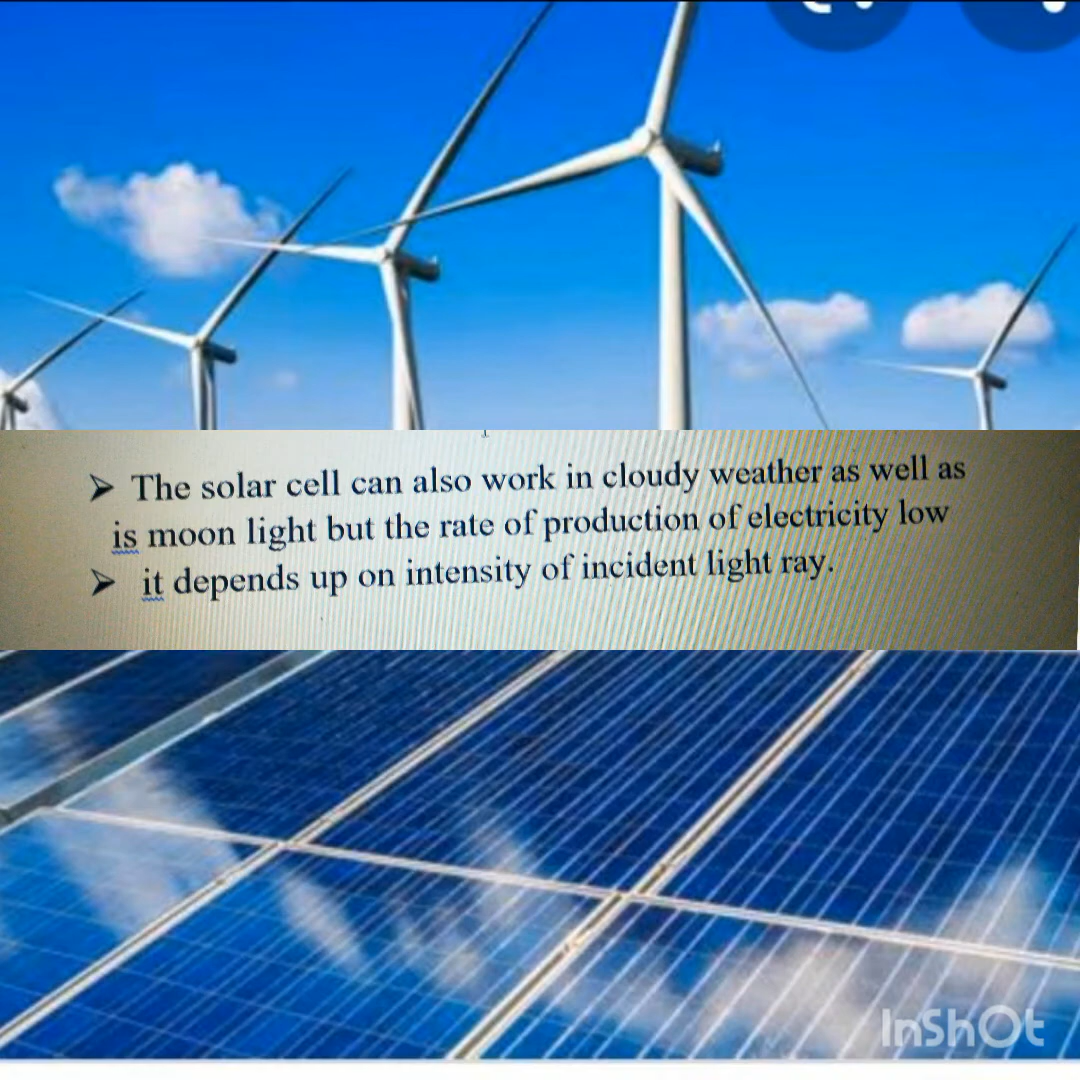 ➢ The solar cell can also work in cloudy weather as well as
is moon light but the rate of production of electricity low
➢ it depends up on intensity of incident light ray.
InShOt